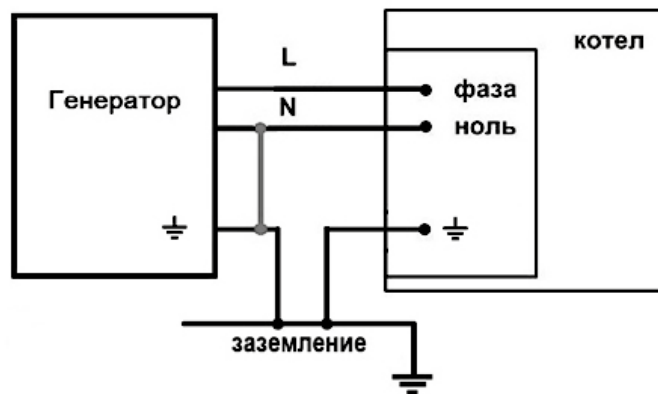 котел
L
фаза
Генератор
N
ноль
заземление